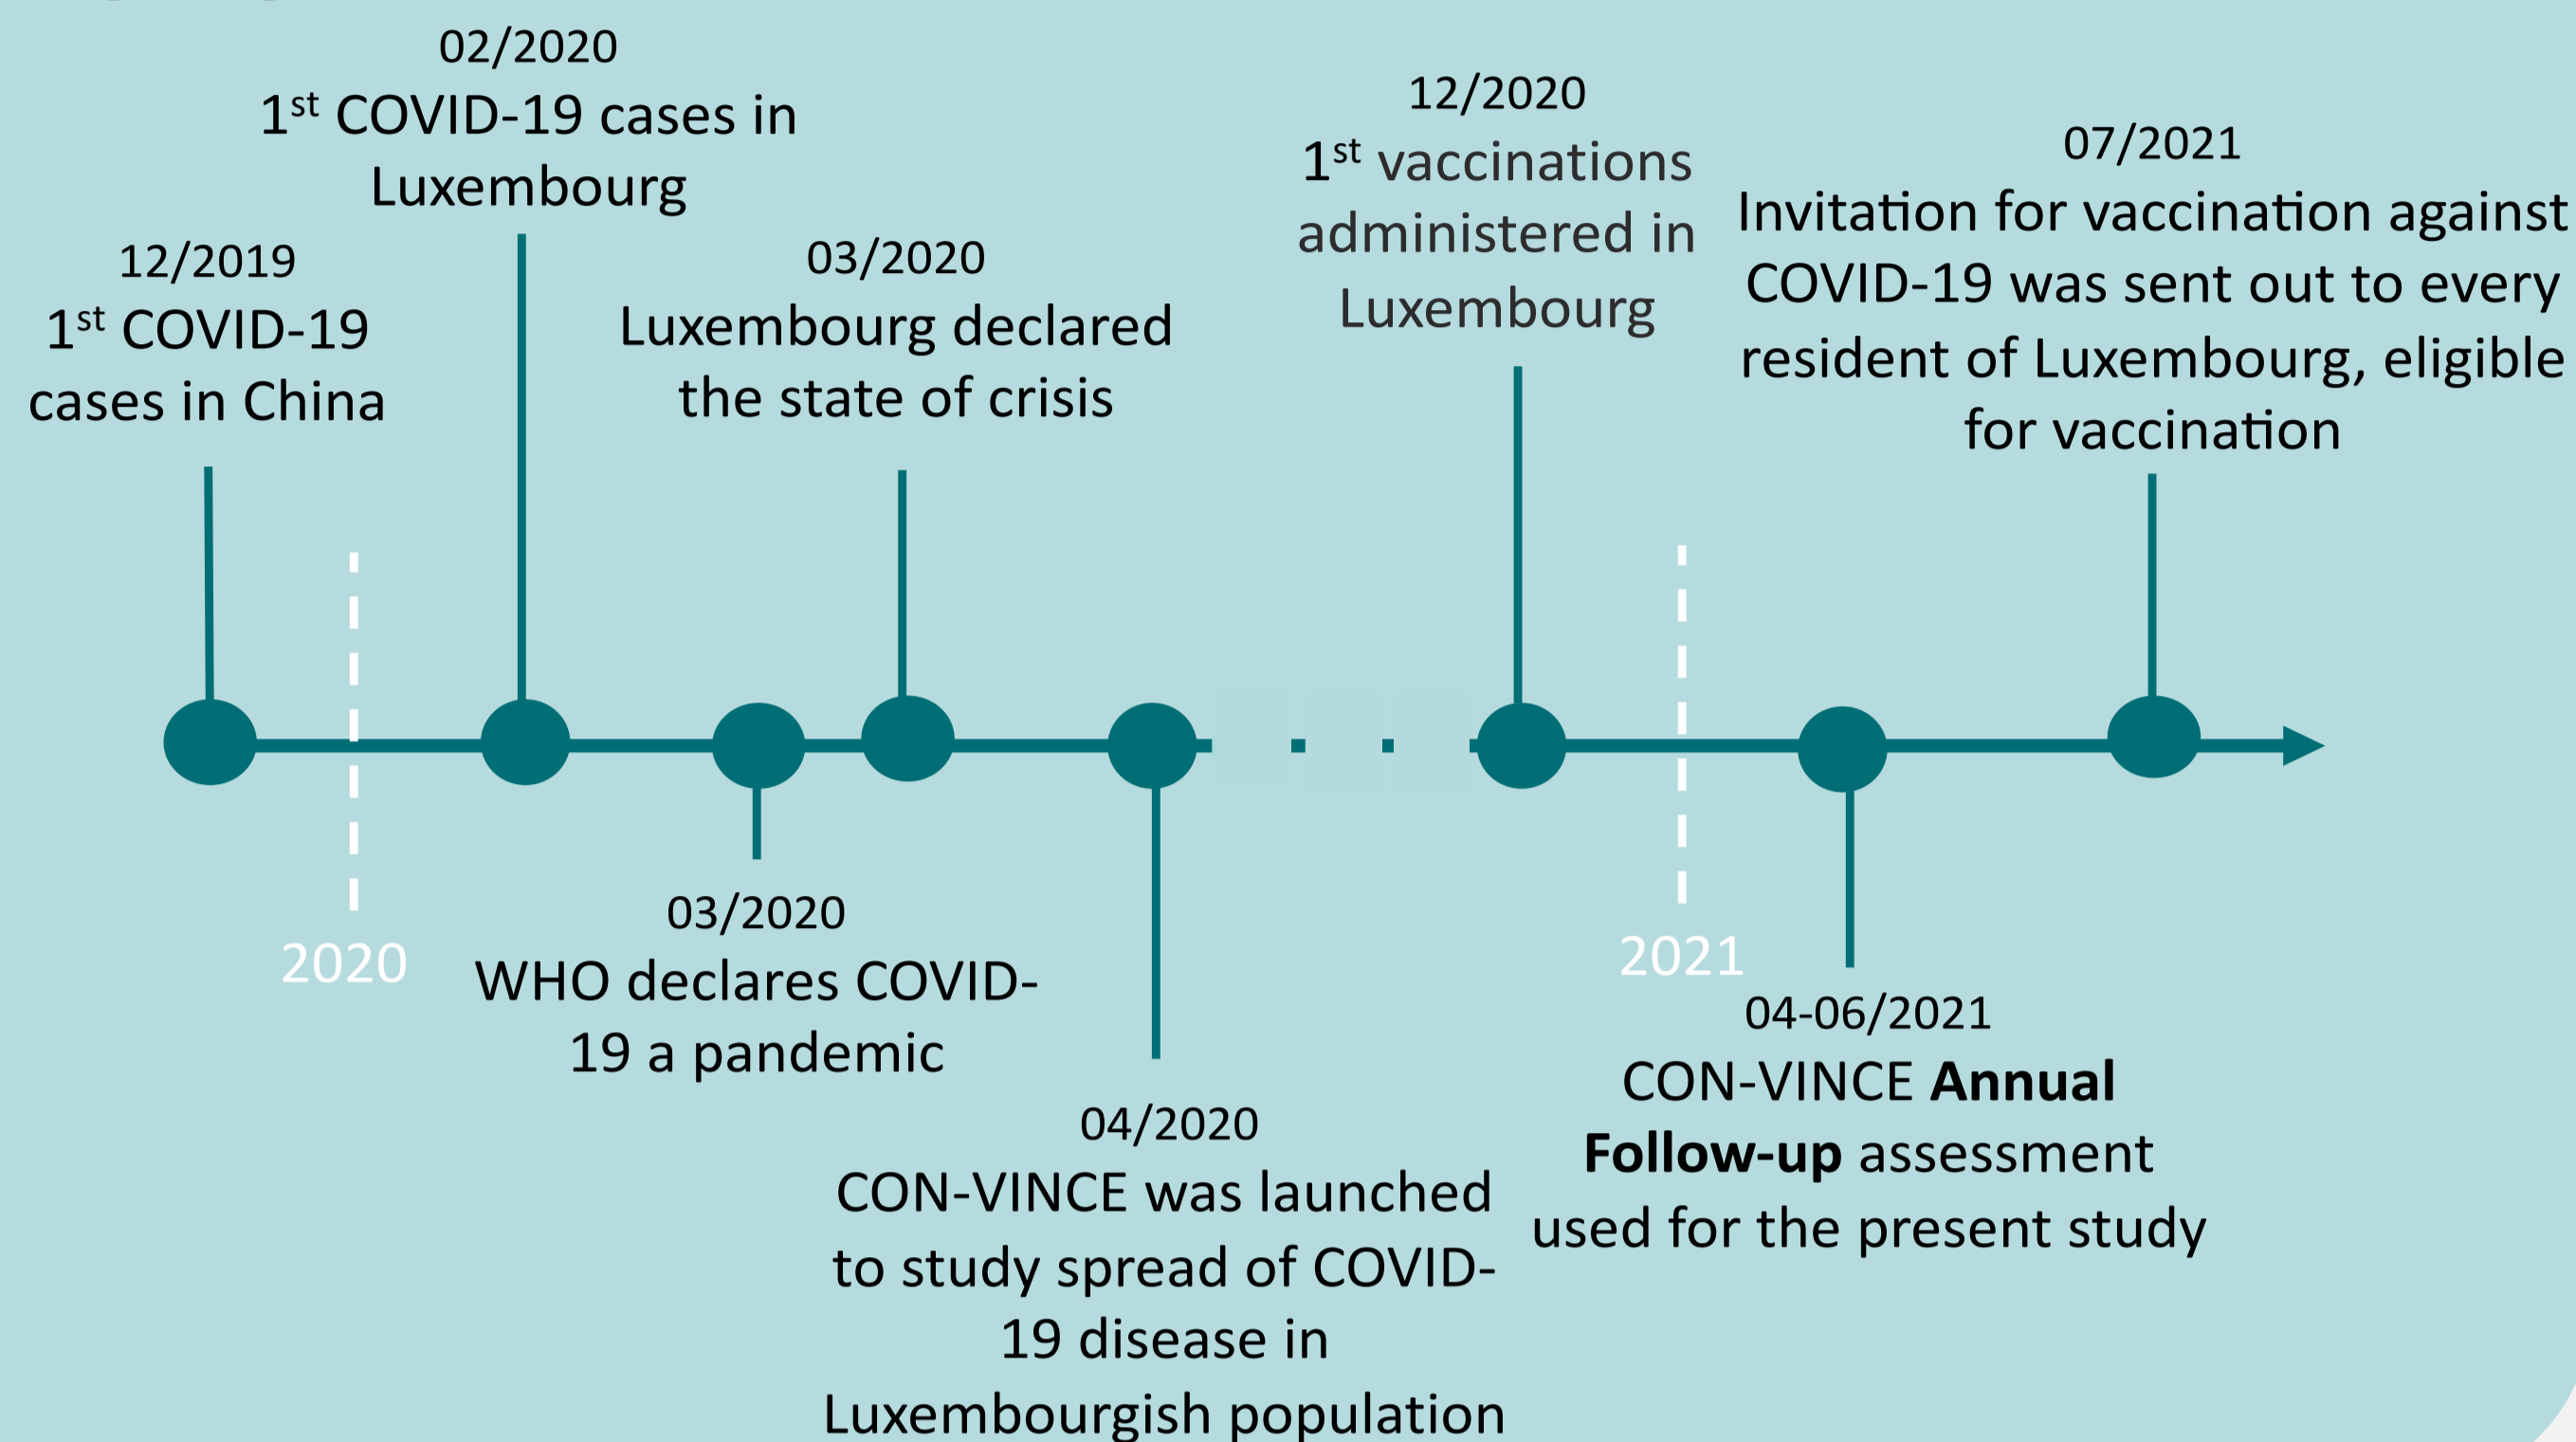 02/2020
1st COVID-19 cases in
Luxembourg
12/2019
1st COVID-19
cases in China
03/2020
Luxembourg declared
the state of crisis
12/2020
1st vaccinations
administered in
Luxembourg
07/2021
Invitation for vaccination against
COVID-19 was sent out to every
resident of Luxembourg, eligible
for vaccination
2020
03/2020
WHO declares COVID-
19 a pandemic
04/2020
CON-VINCE was launched
to study spread of COVID-
19 disease in
Luxembourgish population
2021
04-06/2021
CON-VINCE Annual
Follow-up assessment
used for the present study